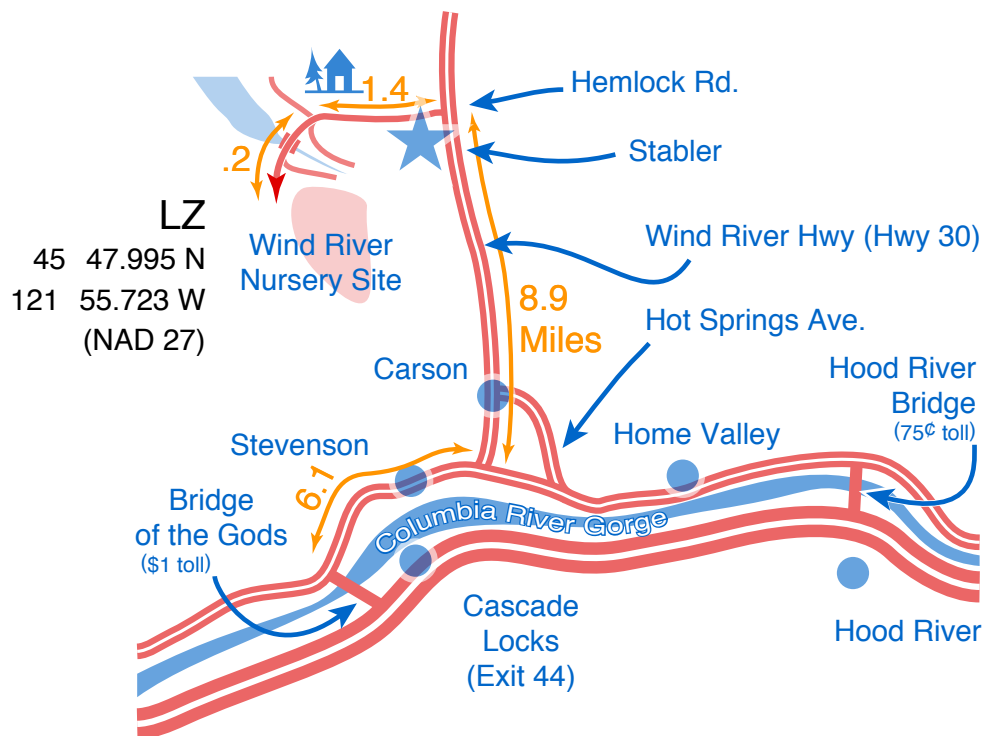 1.4
Hemlock Rd.
.2
Stabler
LZ
45 47.995 N
121 55.723 W
(NAD 27)
Wind River
Nursery Site
Wind River Hwy (Hwy 30)
8.9
Miles
Hot Springs Ave.
Carson
Hood River
Bridge
(75¢ toll)
Stevenson
Home Valley
6.1
Bridge
of the Gods
($1 toll)
Columbia River Gorge
Cascade
Locks
(Exit 44)
Hood River